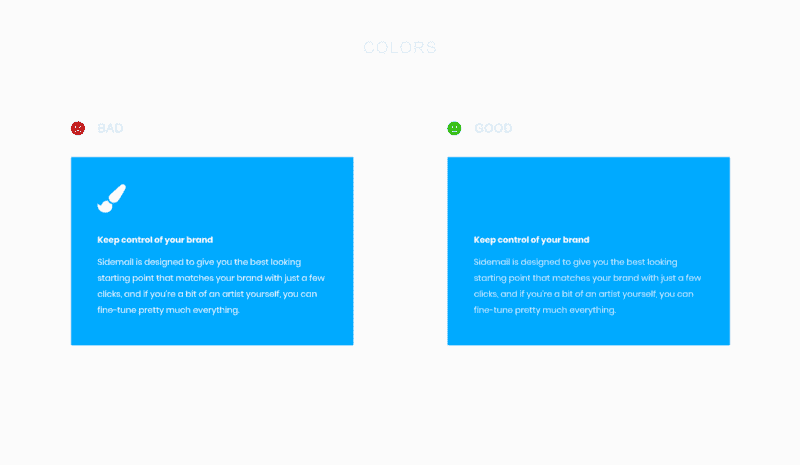 COLORS
BAD
Keep control of your brand
Sidemail is designed to give you the best looking
starting point that matches your brand with just a few
clicks, and if you're a bit of an artist yourself, you can
fine-tune pretty much everything.
GOOD
Keep control of your brand
Sidemail is designed to give you the best looking
starting point that matches your brand with just a few
clicks, and if you're a bit of an artist yourself, you can
fine-tune pretty much everything.